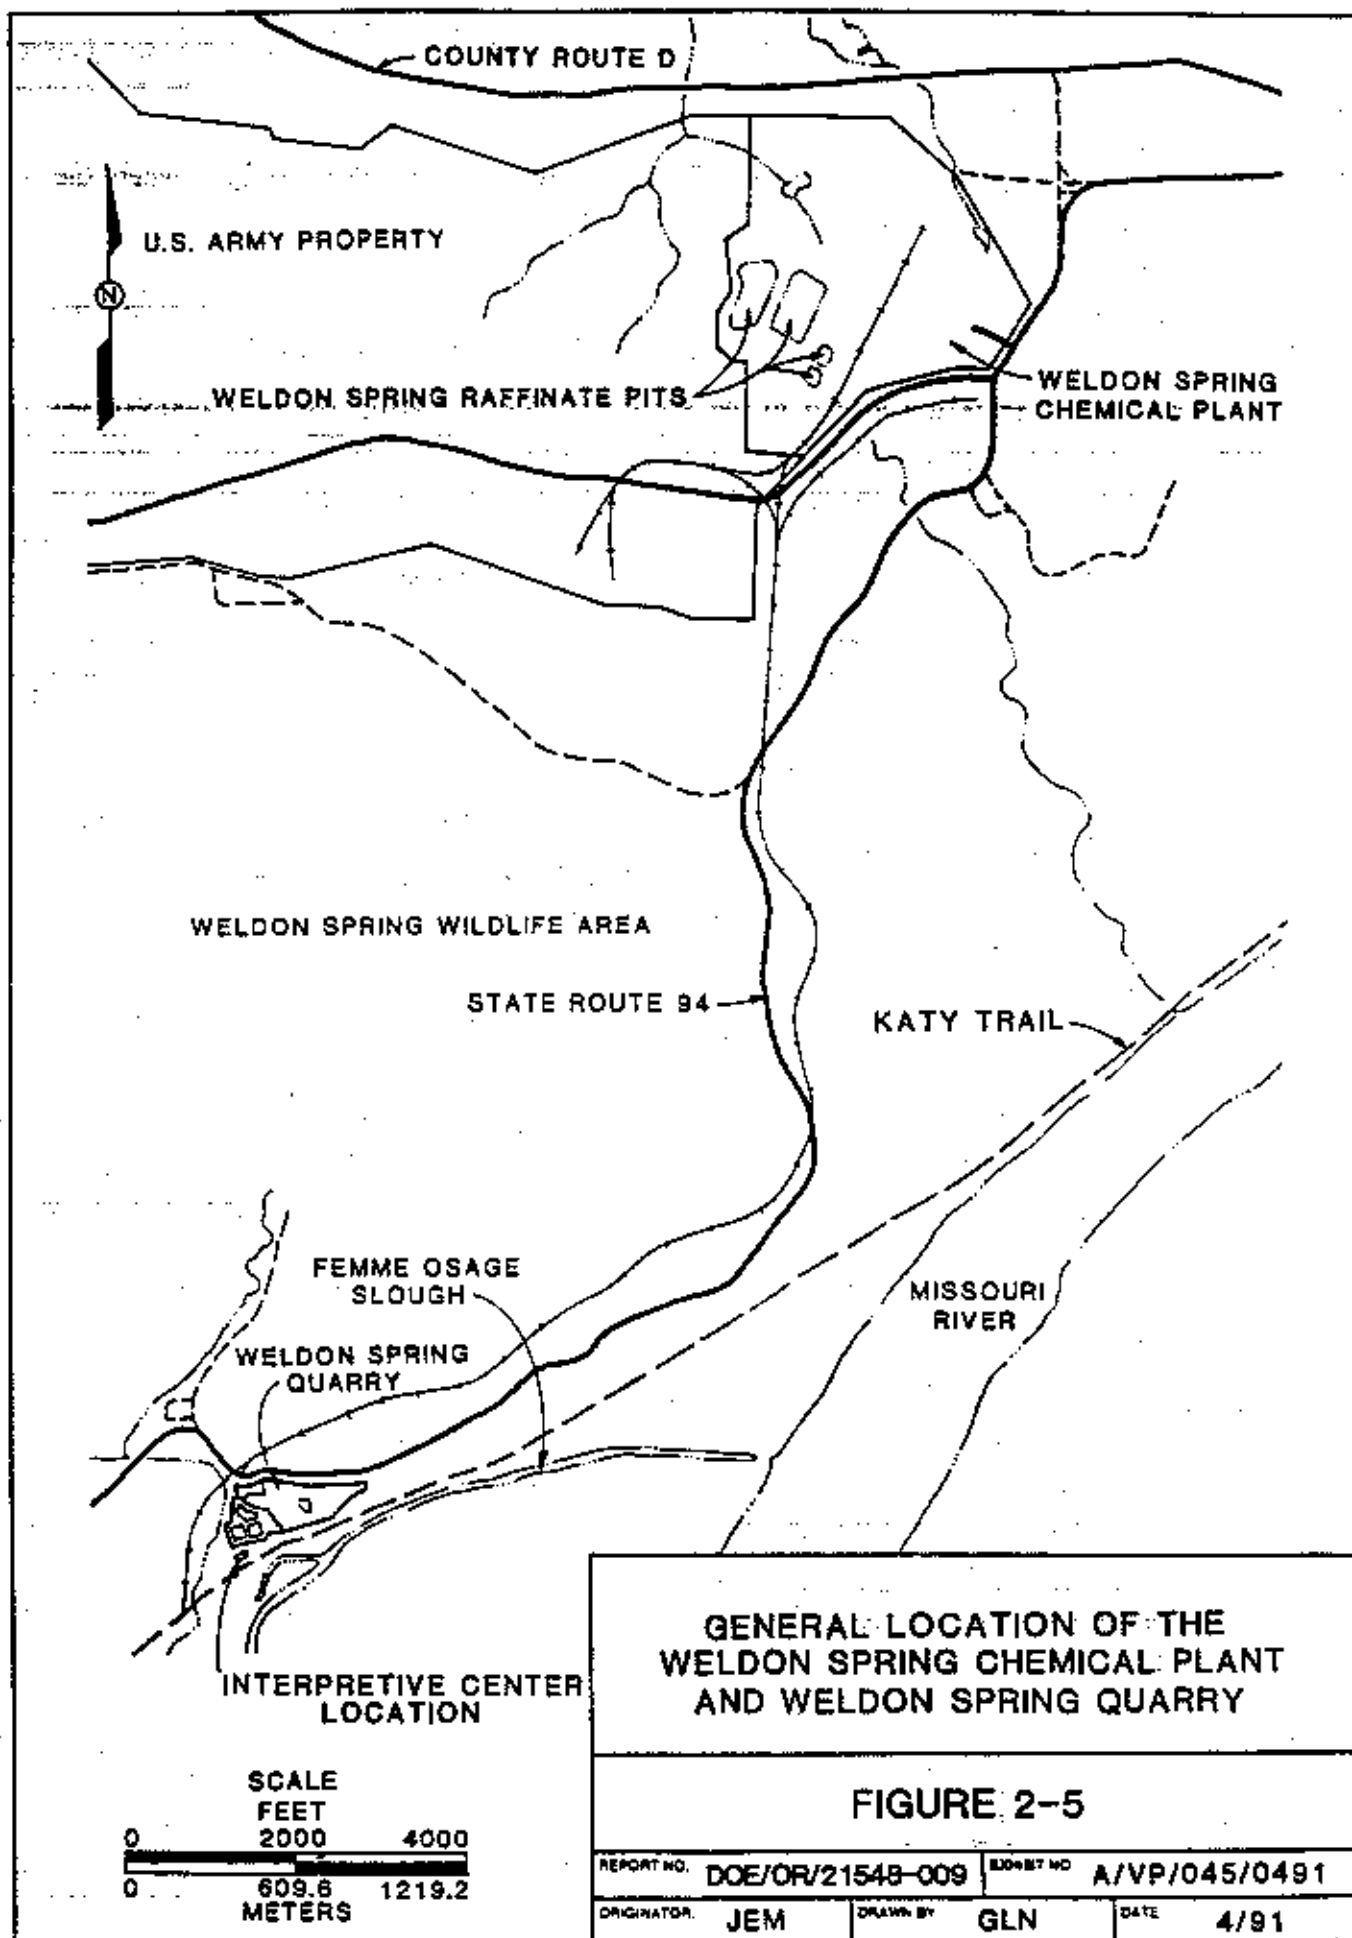 COUNTY ROUTE D
U.S. ARMY PROPERTY
N
WELDON SPRING RAFFINATE PITS
WELDON SPRING
CHEMICAL PLANT
WELDON SPRING WILDLIFE AREA
STATE ROUTE 94
KATY TRAIL
FEMME OSAGE
SLOUGH
MISSOURI
RIVER
WELDON SPRING
QUARRY
INTERPRETIVE CENTER
LOCATION
SCALE
FEET
0 2000 4000
0 609.6 1219.2
METERS
GENERAL LOCATION OF THE
WELDON SPRING CHEMICAL PLANT
AND WELDON SPRING QUARRY
FIGURE 2-5
REPORT NO. DOE/OR/21548-009 EXHIBIT NO A/VP/045/0491
ORIGINATOR JEM DRAWN BY GLN DATE 4/91